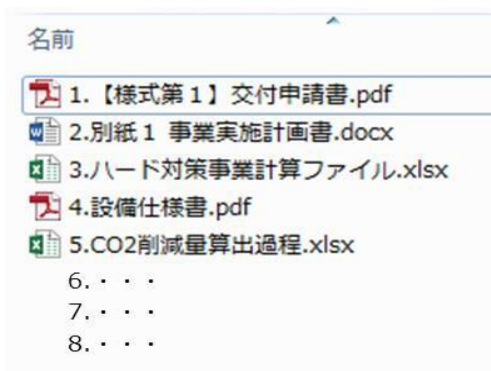 名前
1.【様式第１】交付申請書.pdf
2.別紙１ 事業実施計画書.docx
3.ハード対策事業計算ファイル.xlsx
4.設備仕様書.pdf
5.CO2削減量算出過程.xlsx
6.・・・
7.・・・
8.・・・